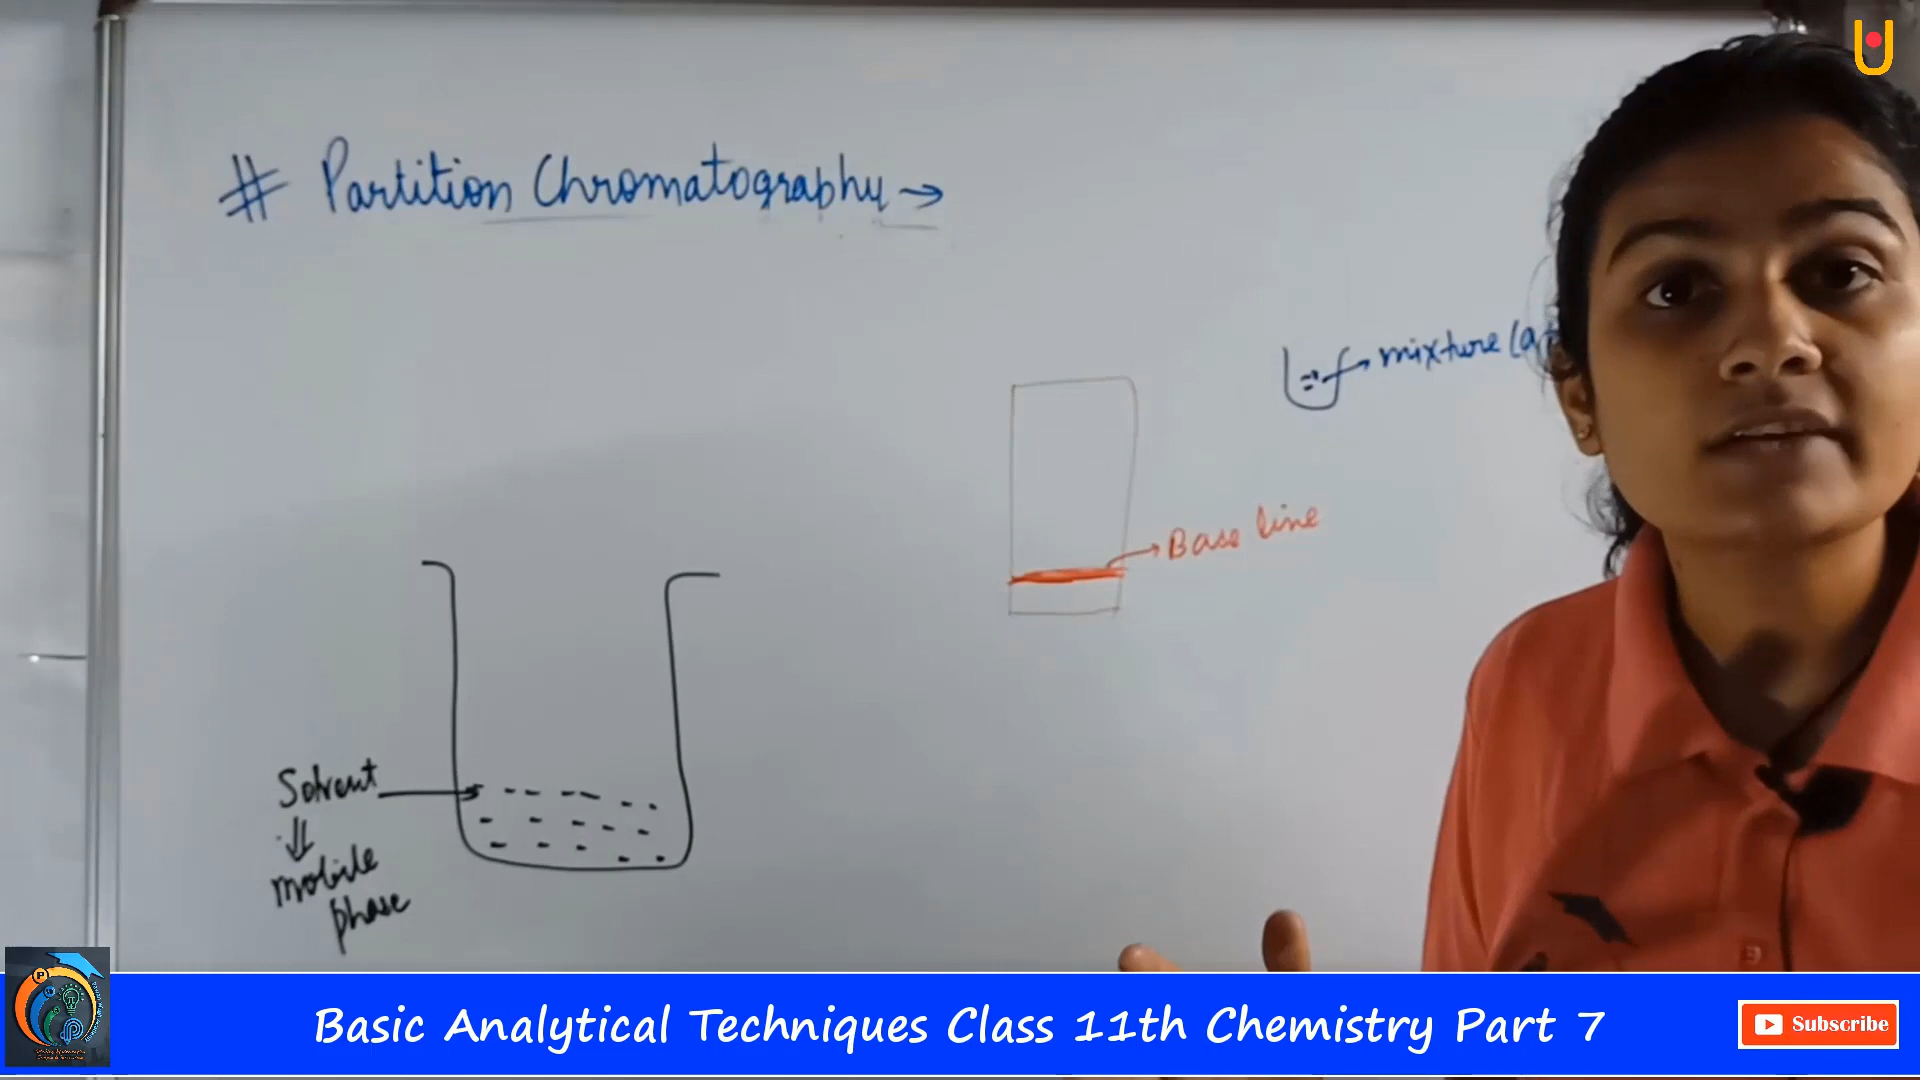 # Partition Chromatography →
mixture
Base line
Solvent
mobile
phase
Basic Analytical Techniques Class 11th Chemistry Part 7
Subscribe